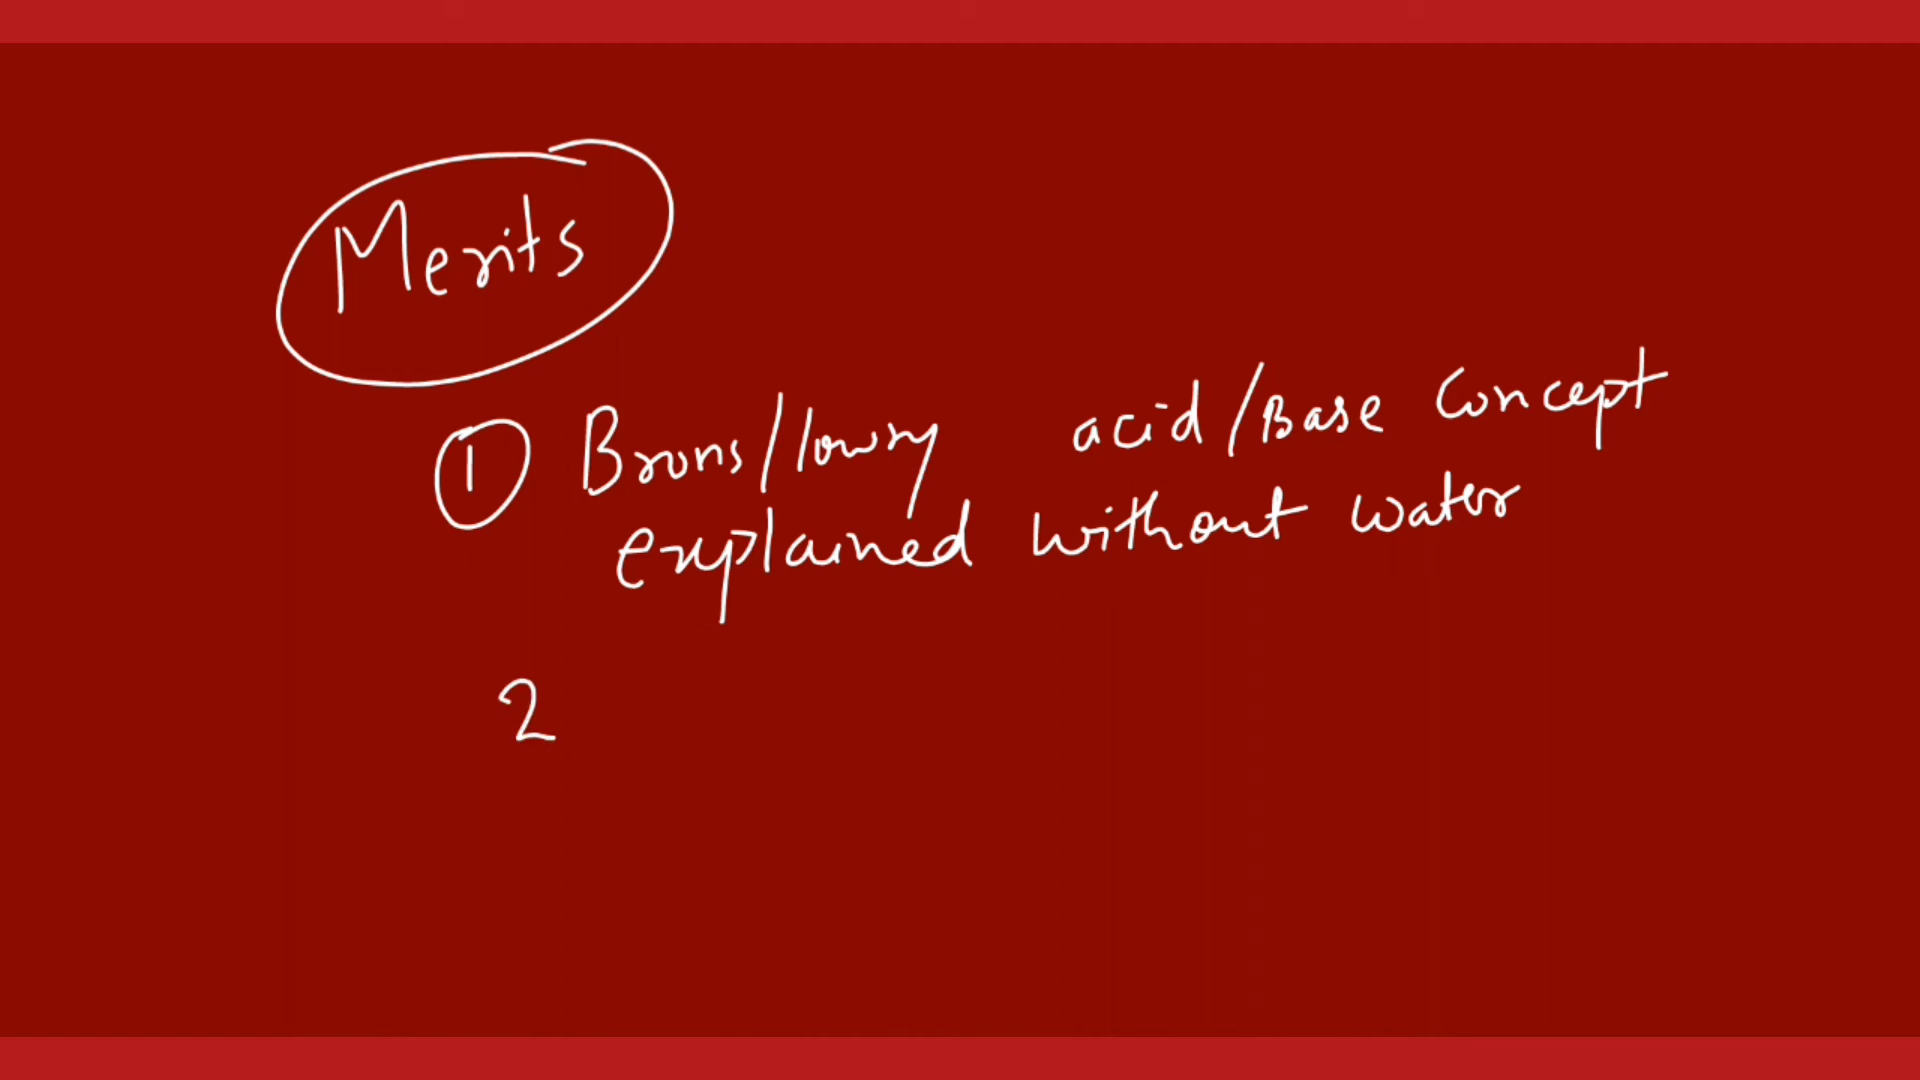 Merits
① Brons/lowry acid/Base Concept
explained without water
2